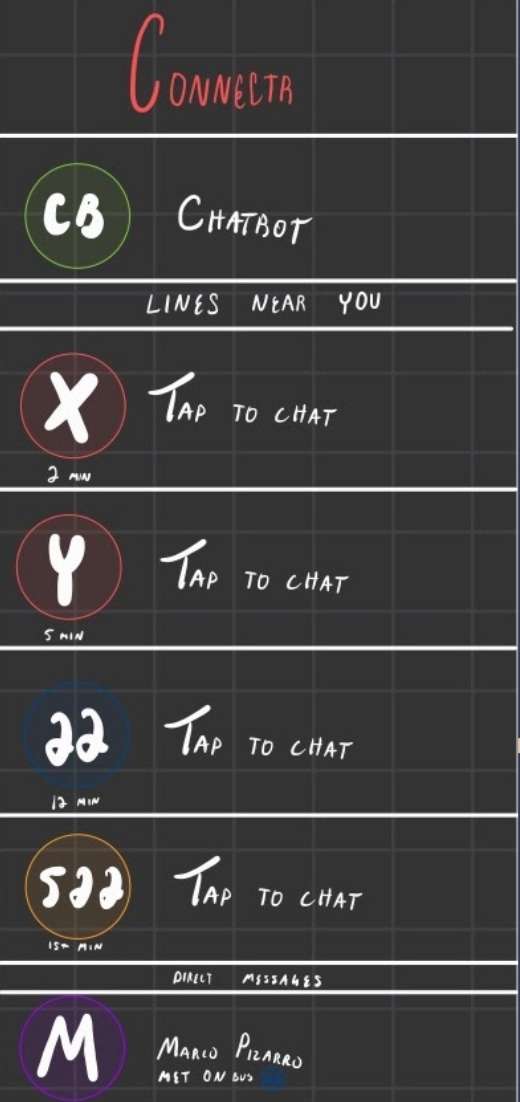 CONNECTR
CB
CHATBOT
LINES NEAR YOU
X
TAP TO CHAT
2 MIN
Y
TAP TO CHAT
5 MIN
22
TAP TO CHAT
12 MIN
522
TAP TO CHAT
15+ MIN
DIRECT MESSAGES
M
MARCO PIZARRO
MET ON BUS